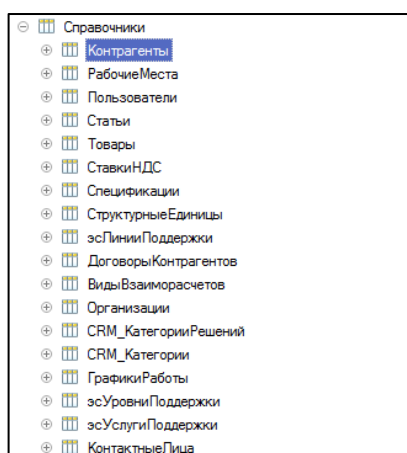 Справочники
Контрагенты
РабочиеМеста
Пользователи
Статьи
Товары
СтавкиНДС
Спецификации
СтруктурныеЕдиницы
эсЛинииПоддержки
ДоговорыКонтрагентов
ВидыВзаиморасчетов
Организации
CRM_КатегорииРешений
CRM_Категории
ГрафикиРаботы
эсУровниПоддержки
эсУслугиПоддержки
КонтактныеЛица